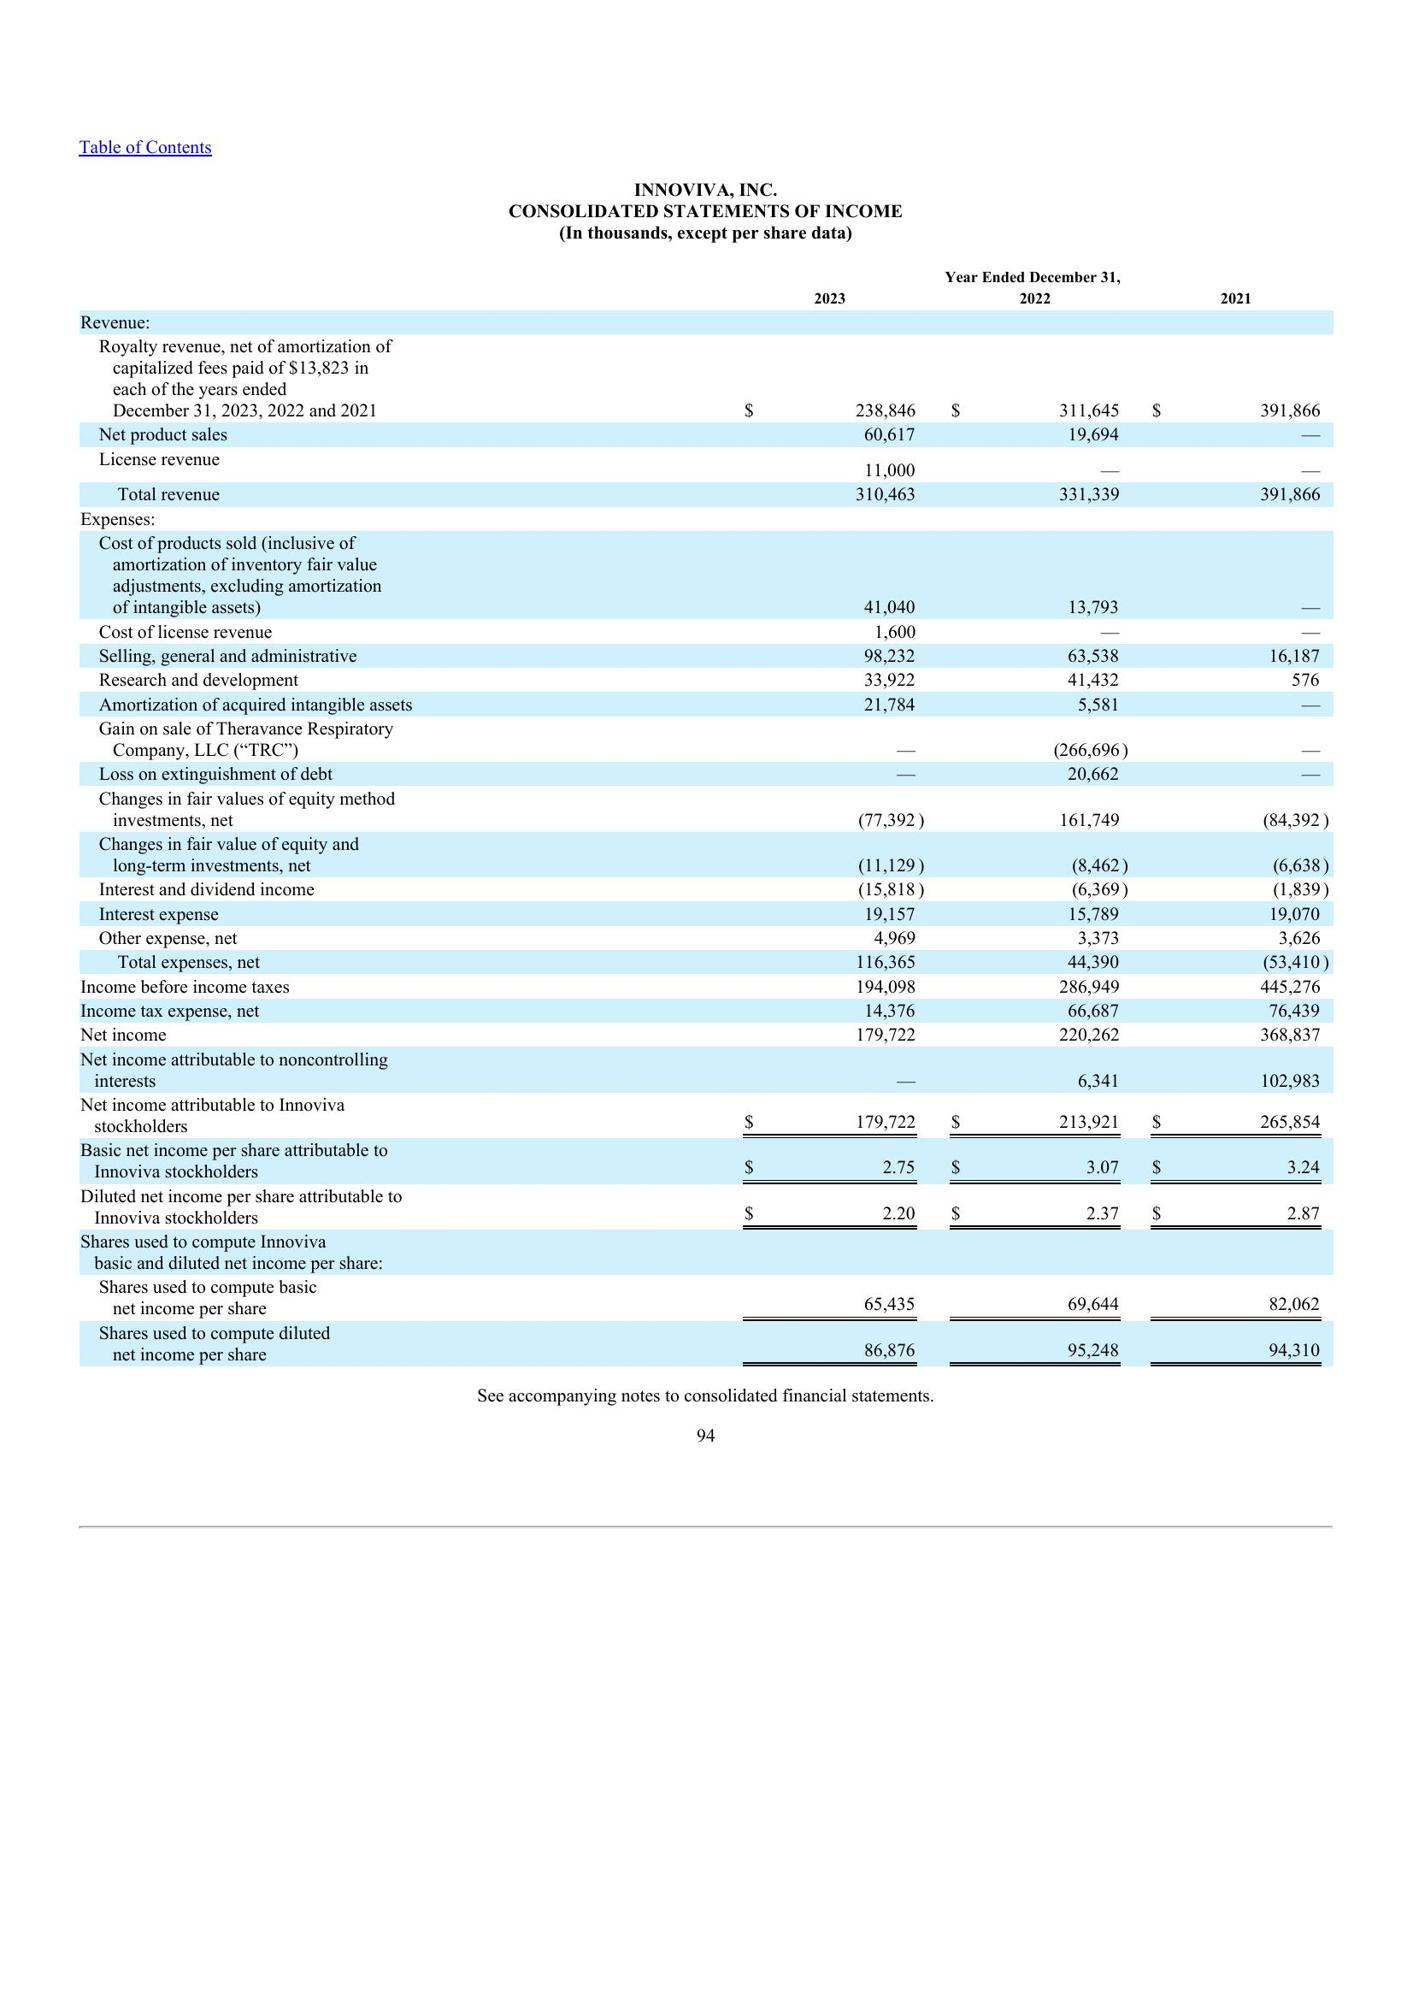 Table of Contents
INNOVIVA, INC.
CONSOLIDATED STATEMENTS OF INCOME
(In thousands, except per share data)
Year Ended December 31,
2023 2022 2021
Revenue:
Royalty revenue, net of amortization of
capitalized fees paid of $13,823 in
each of the years ended
December 31, 2023, 2022 and 2021 $ 238,846 $ 311,645 $ 391,866
Net product sales 60,617 19,694 —
License revenue 11,000 — —
Total revenue 310,463 331,339 391,866
Expenses:
Cost of products sold (inclusive of
amortization of inventory fair value
adjustments, excluding amortization
of intangible assets) 41,040 13,793 —
Cost of license revenue 1,600 — —
Selling, general and administrative 98,232 63,538 16,187
Research and development 33,922 41,432 576
Amortization of acquired intangible assets 21,784 5,581 —
Gain on sale of Theravance Respiratory
Company, LLC (“TRC”) — (266,696) —
Loss on extinguishment of debt — 20,662 —
Changes in fair values of equity method
investments, net (77,392) 161,749 (84,392)
Changes in fair value of equity and
long-term investments, net (11,129) (8,462) (6,638)
Interest and dividend income (15,818) (6,369) (1,839)
Interest expense 19,157 15,789 19,070
Other expense, net 4,969 3,373 3,626
Total expenses, net 116,365 44,390 (53,410)
Income before income taxes 194,098 286,949 445,276
Income tax expense, net 14,376 66,687 76,439
Net income 179,722 220,262 368,837
Net income attributable to noncontrolling
interests — 6,341 102,983
Net income attributable to Innoviva
stockholders $ 179,722 $ 213,921 $ 265,854
Basic net income per share attributable to
Innoviva stockholders $ 2.75 $ 3.07 $ 3.24
Diluted net income per share attributable to
Innoviva stockholders $ 2.20 $ 2.37 $ 2.87
Shares used to compute Innoviva
basic and diluted net income per share:
Shares used to compute basic
net income per share 65,435 69,644 82,062
Shares used to compute diluted
net income per share 86,876 95,248 94,310
See accompanying notes to consolidated financial statements.
94